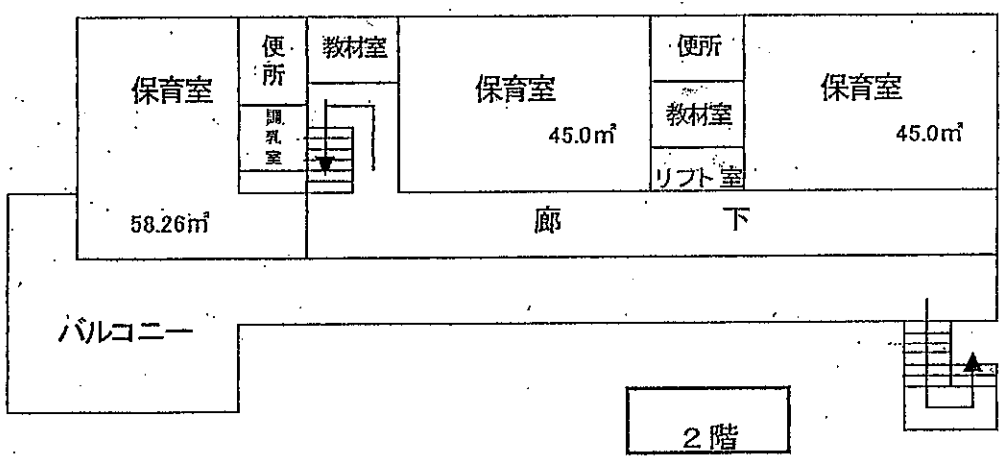 便所
教材室
便所
保育室
保育室
保育室
調乳室
教材室
45.0㎡
45.0㎡
リフト室
58.26㎡
廊下
バルコニー
2階